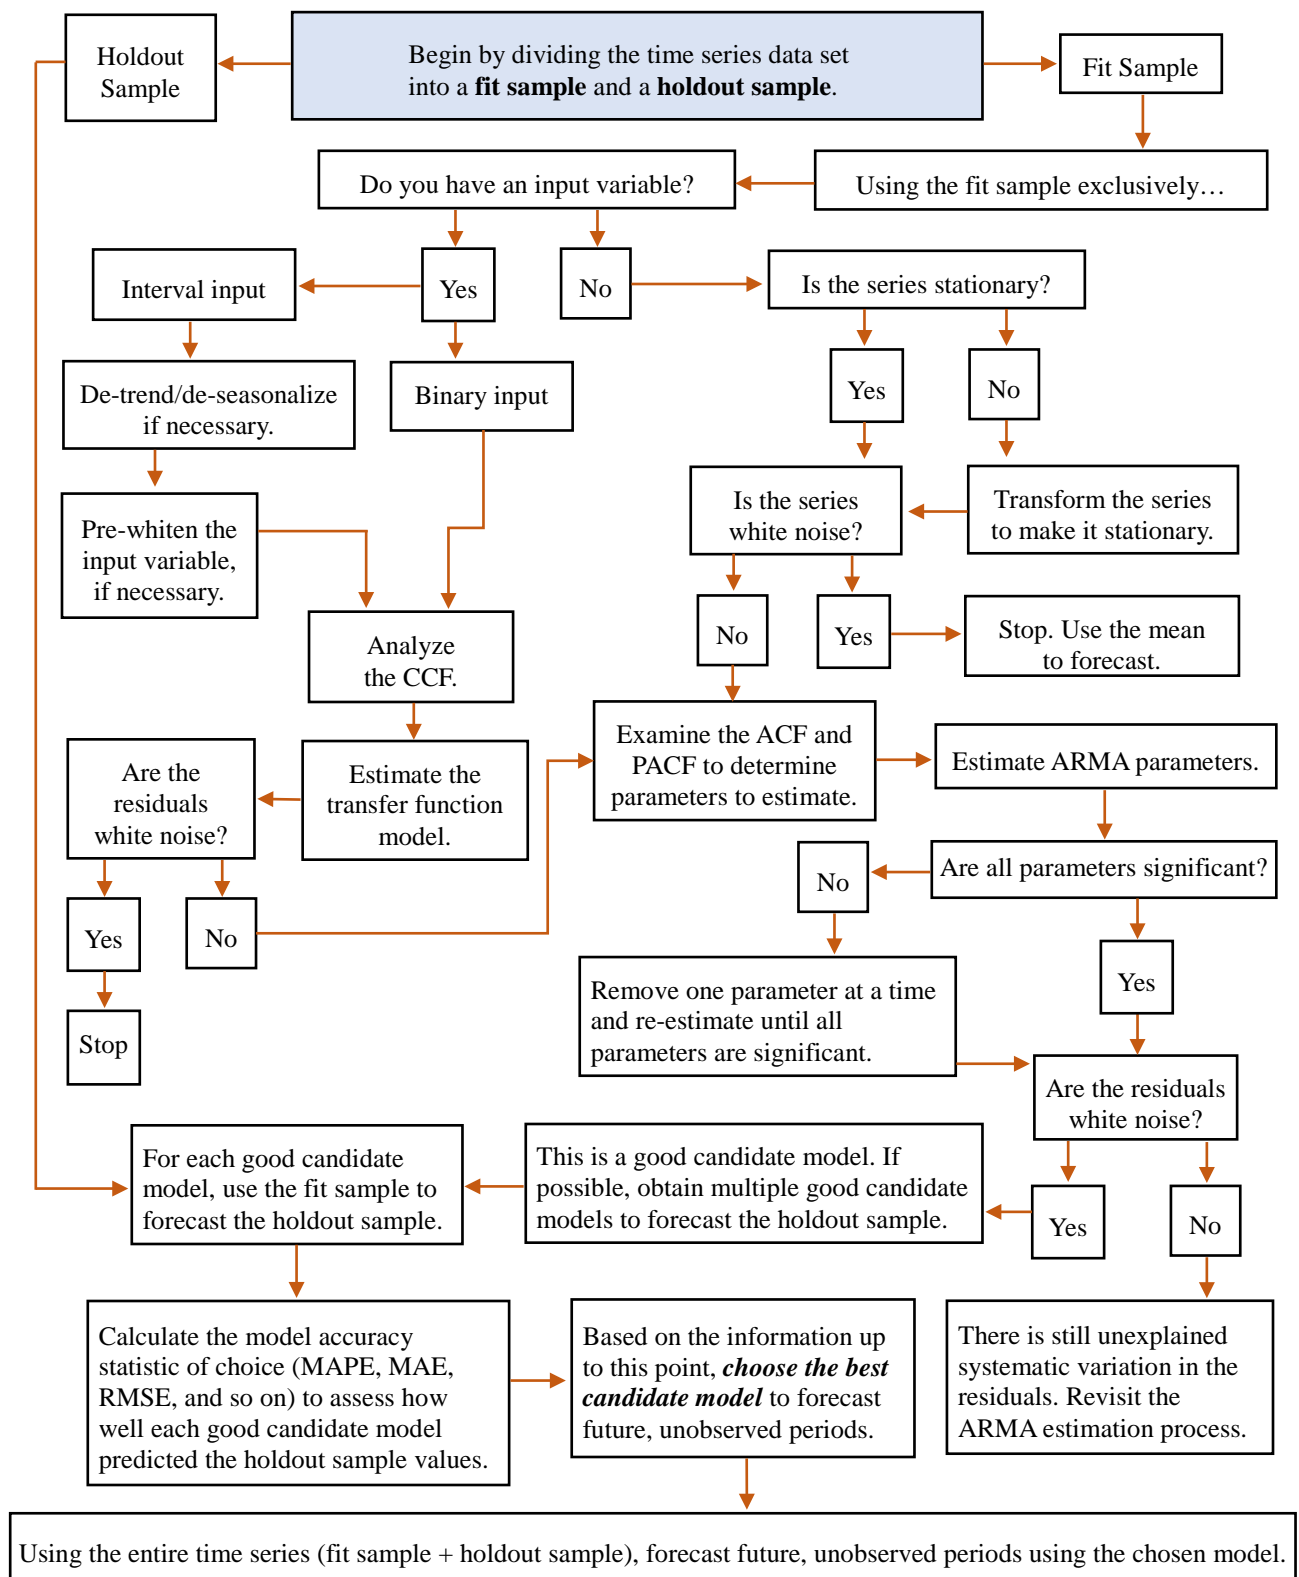 Holdout
Sample
Begin by dividing the time series data set
into a fit sample and a holdout sample.
Fit Sample
Do you have an input variable?
Using the fit sample exclusively…
Interval input
Yes
No
Is the series stationary?
De-trend/de-seasonalize
if necessary.
Binary input
Yes
No
Pre-whiten the
input variable,
if necessary.
Is the series
white noise?
Transform the series
to make it stationary.
No
Yes
Stop. Use the mean
to forecast.
Analyze
the CCF.
Are the
residuals
white noise?
Estimate the
transfer function
model.
Examine the ACF and
PACF to determine
parameters to estimate.
Estimate ARMA parameters.
No
Are all parameters significant?
Yes
No
Yes
Stop
Remove one parameter at a time
and re-estimate until all
parameters are significant.
Are the residuals
white noise?
For each good candidate
model, use the fit sample to
forecast the holdout sample.
This is a good candidate model. If
possible, obtain multiple good candidate
models to forecast the holdout sample.
Yes
No
Calculate the model accuracy
statistic of choice (MAPE, MAE,
RMSE, and so on) to assess how
well each good candidate model
predicted the holdout sample values.
Based on the information up
to this point, choose the best
candidate model to forecast
future, unobserved periods.
There is still unexplained
systematic variation in the
residuals. Revisit the
ARMA estimation process.
Using the entire time series (fit sample + holdout sample), forecast future, unobserved periods using the chosen model.